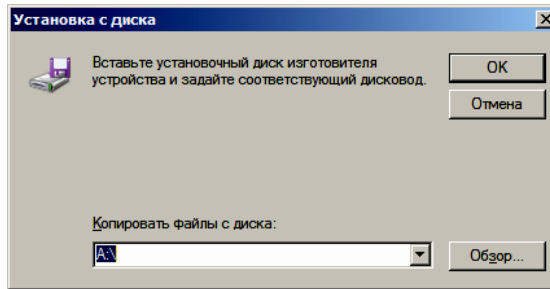 Установка с диска
Вставьте установочный диск изготовителя
устройства и задайте соответствующий дисковод.
OK
Отмена
Копировать файлы с диска:
A:\
Обзор...